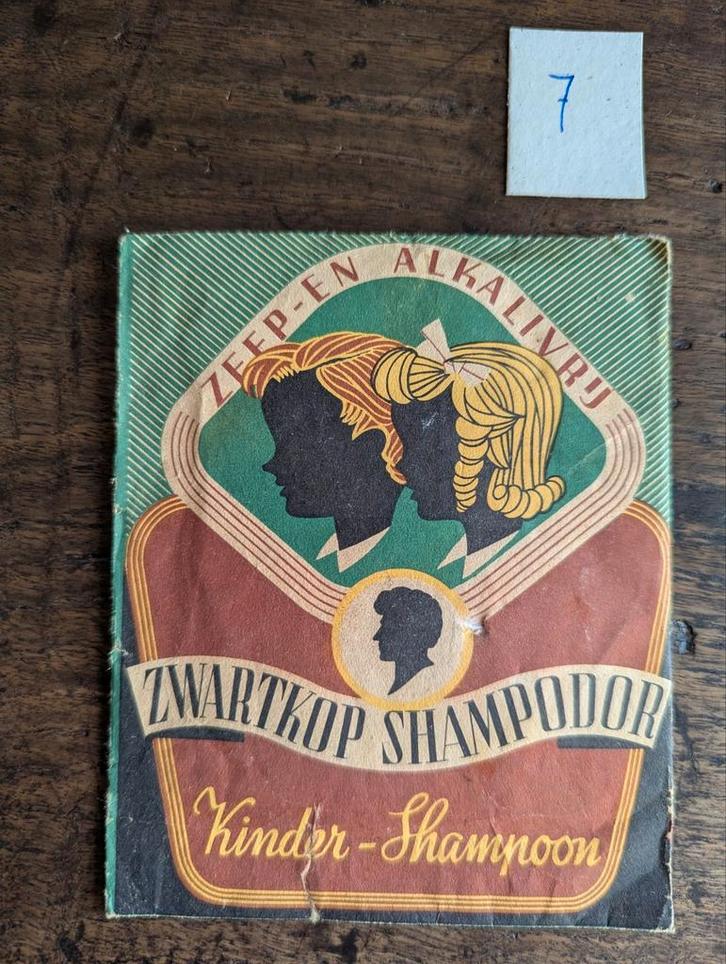 7
ZEEP-EN ALKALIVRIJ
ZWARTKOP SHAMPODOR
Kinder-Shampoon